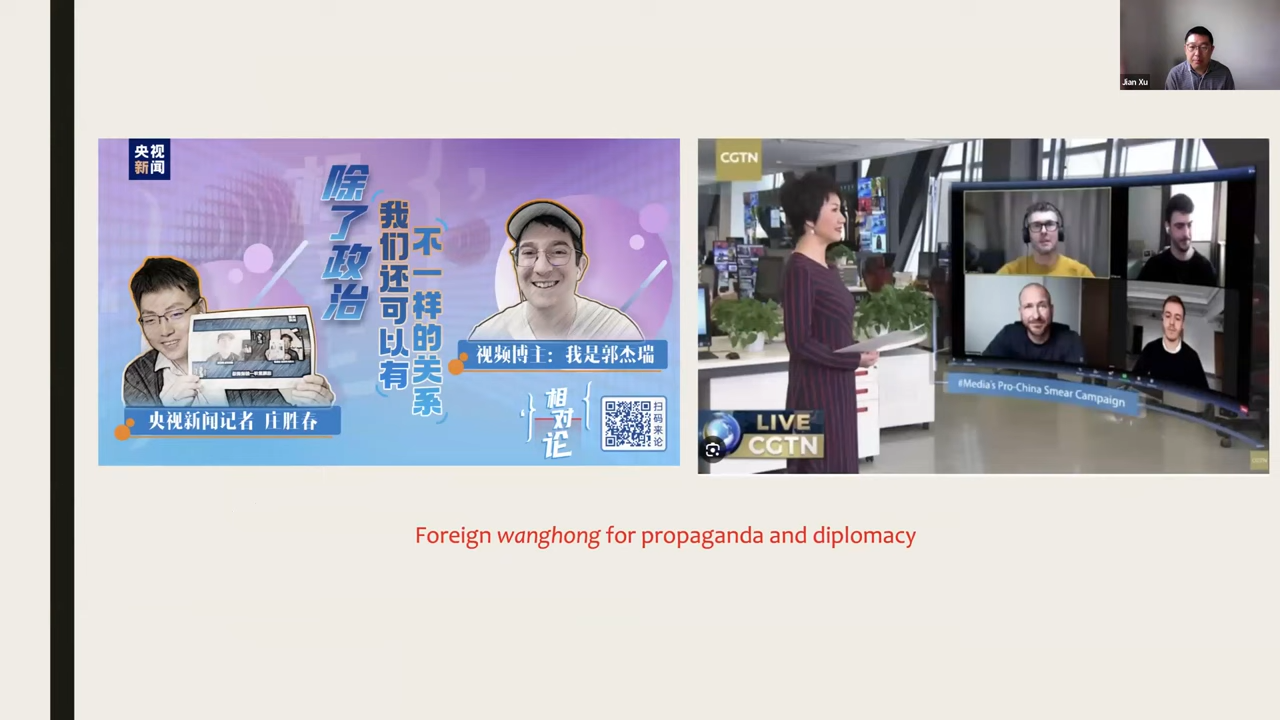 Jian Xu
央视
新闻
除了政治
我们还可以有
不一样的关系
央视新闻记者 庄胜春
视频博主：我是郭杰瑞
相对论
扫码来论
CGTN
#Media's Pro-China Smear Campaign
LIVE
CGTN
Foreign wanghong for propaganda and diplomacy